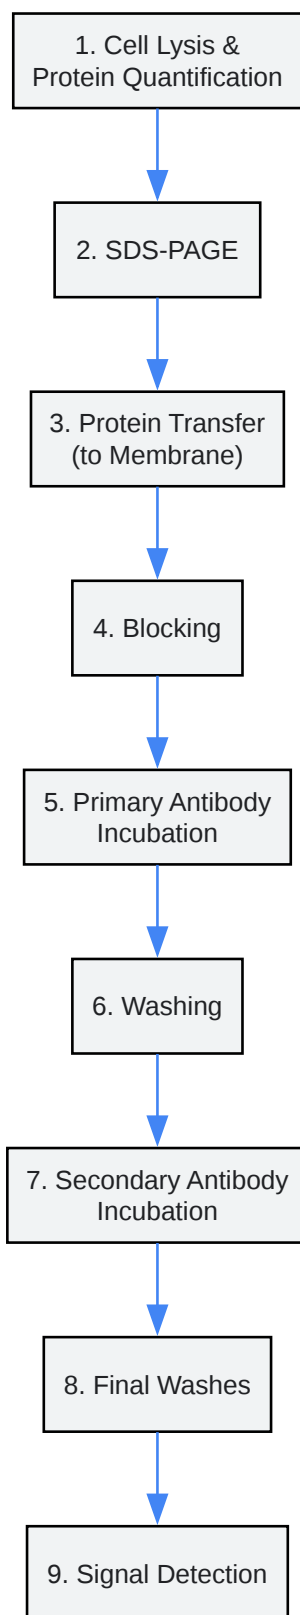 1. Cell Lysis &
Protein Quantification
2. SDS-PAGE
3. Protein Transfer
(to Membrane)
4. Blocking
5. Primary Antibody
Incubation
6. Washing
7. Secondary Antibody
Incubation
8. Final Washes
9. Signal Detection